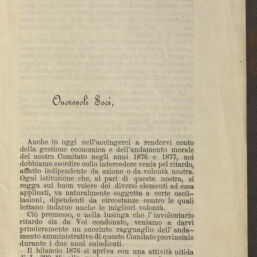 Onorevoli Soci,
Anche in oggi nell'accingerci a rendervi conto
della gestione economica e dell'andamento morale
del nostro Comitato negli anni 1876 e 1877, noi
dobbiamo esordire collo intercedere venia pel ritardo,
affatto indipendente da azione o da volontà nostra.
Ogni istituzione che, al pari di questa nostra, si
regga sul buon volere dei diversi elementi ad essa
applicati, va naturalmente soggetta a certe oscil-
lazioni, dipendenti da circostanze contro le quali
lottano indarno anche le migliori volontà.
Ciò premesso, e nella lusinga che l'involontario
ritardo sia da Voi condonato, veniamo a darvi
primieramente un succinto ragguaglio dell'anda-
mento amministrativo di questo Comitato provinciale
durante i due anni suindicati.
Il bilancio 1876 si apriva con una attività nitida